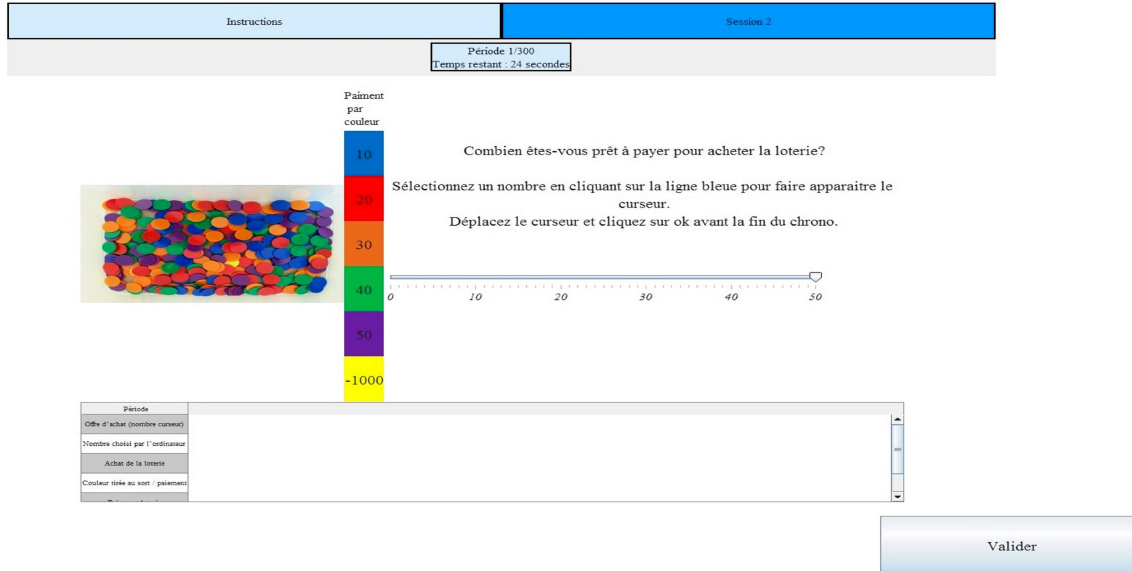 Instructions
Session 2
Période 1/300
Temps restant : 24 secondes
Paiment
par
couleur
10
20
30
40
50
-1000
Combien êtes-vous prêt à payer pour acheter la loterie?
Sélectionnez un nombre en cliquant sur la ligne bleue pour faire apparaitre le
curseur.
Déplacez le curseur et cliquez sur ok avant la fin du chrono.
0 10 20 30 40 50
Période
Offre d'achat (nombre curseur)
Nombre choisi par l'ordinateur
Achat de la loterie
Couleur tirée au sort / paiement
Valider